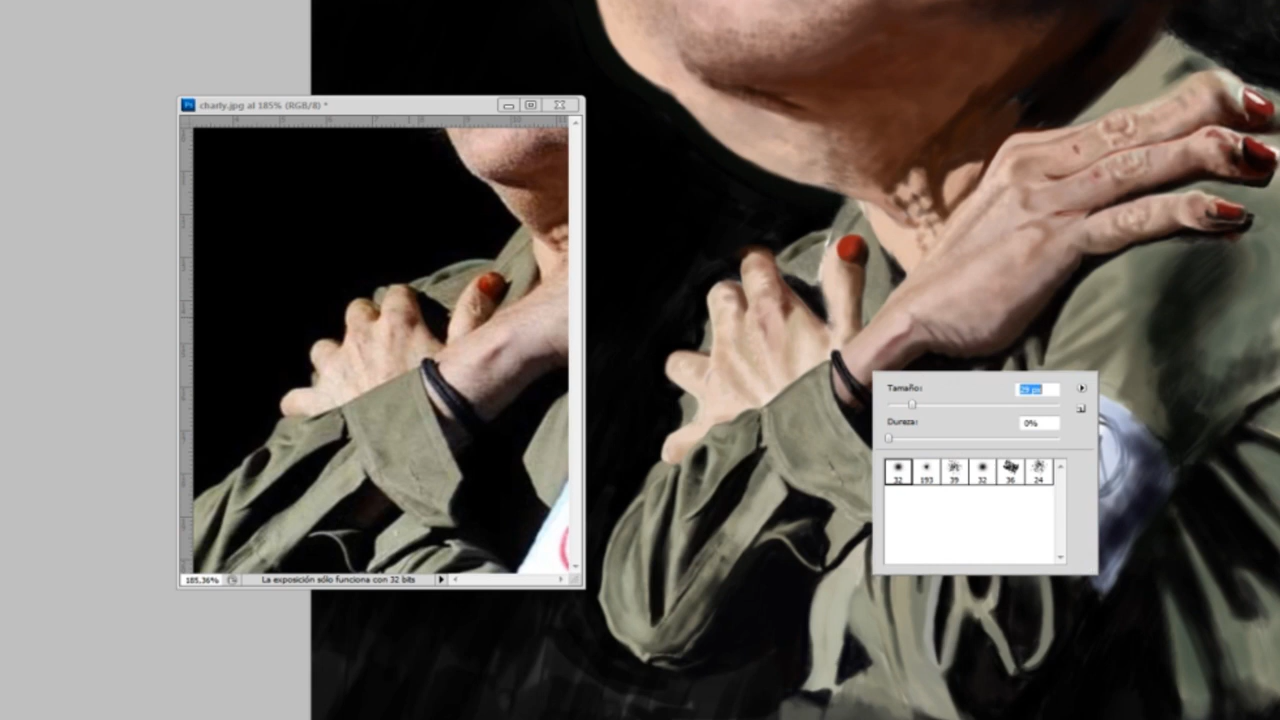 Ps
charly.jpg al 185% (RGB/8) *
185,36%
La exposición sólo funciona con 32 bits
Tamaño:
29 px
Dureza:
0%
32 193 39 32 36 24